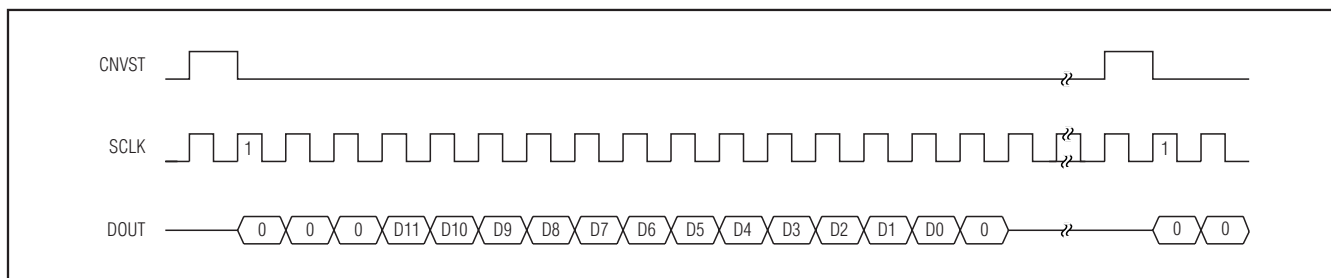 CNVST
SCLK 1 1
DOUT 0 0 0 D11 D10 D9 D8 D7 D6 D5 D4 D3 D2 D1 D0 0 0 0